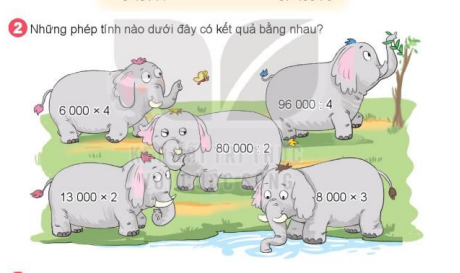 2 Những phép tính nào dưới đây có kết quả bằng nhau?
6 000 × 4
96 000 : 4
80 000 : 2
13 000 × 2
8 000 × 3